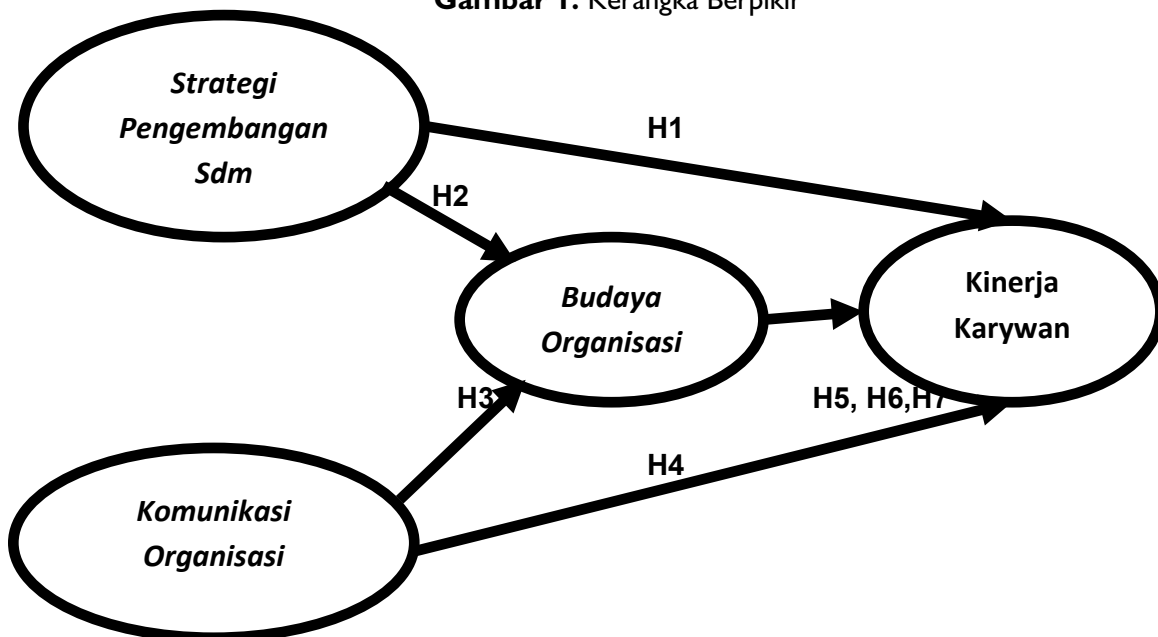 Gambar 1. Kerangka Berpikir
Strategi
Pengembangan
Sdm
H1
H2
Budaya
Organisasi
Kinerja
Karywan
H3
H5, H6,H7
H4
Komunikasi
Organisasi